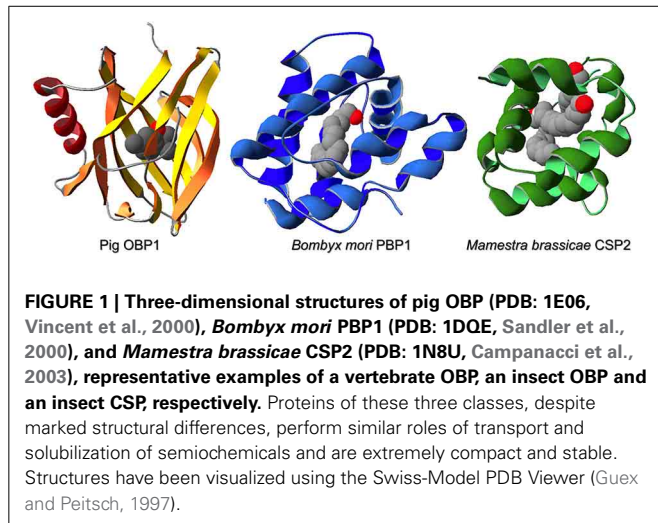 Pig OBP1 Bombyx mori PBP1 Mamestra brassicae CSP2
FIGURE 1 | Three-dimensional structures of pig OBP (PDB: 1E06,
Vincent et al., 2000), Bombyx mori PBP1 (PDB: 1DQE, Sandler et al.,
2000), and Mamestra brassicae CSP2 (PDB: 1N8U, Campanacci et al.,
2003), representative examples of a vertebrate OBP, an insect OBP and
an insect CSP, respectively. Proteins of these three classes, despite
marked structural differences, perform similar roles of transport and
solubilization of semiochemicals and are extremely compact and stable.
Structures have been visualized using the Swiss-Model PDB Viewer (Guex
and Peitsch, 1997).